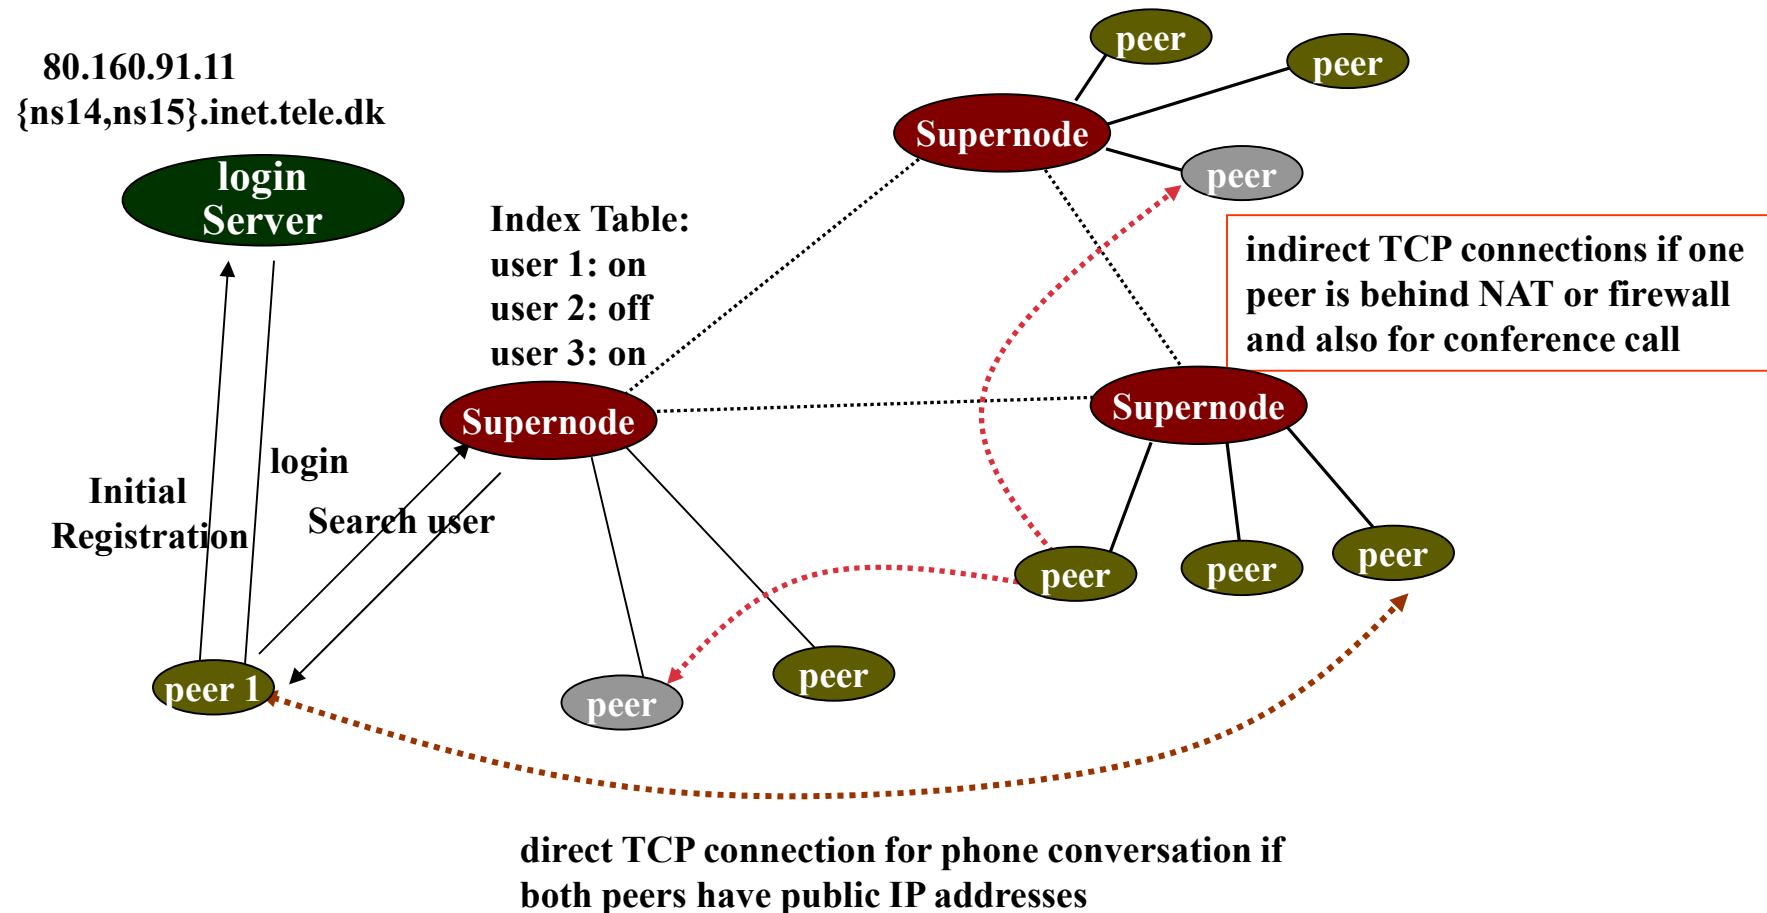 80.160.91.11
{ns14,ns15}.inet.tele.dk
login
Server
peer
peer
Supernode
peer
Index Table:
user 1: on
user 2: off
user 3: on
indirect TCP connections if one
peer is behind NAT or firewall
and also for conference call
Supernode
Supernode
login
Initial
Registration
Search user
peer
peer
peer
peer 1
peer
peer
direct TCP connection for phone conversation if
both peers have public IP addresses